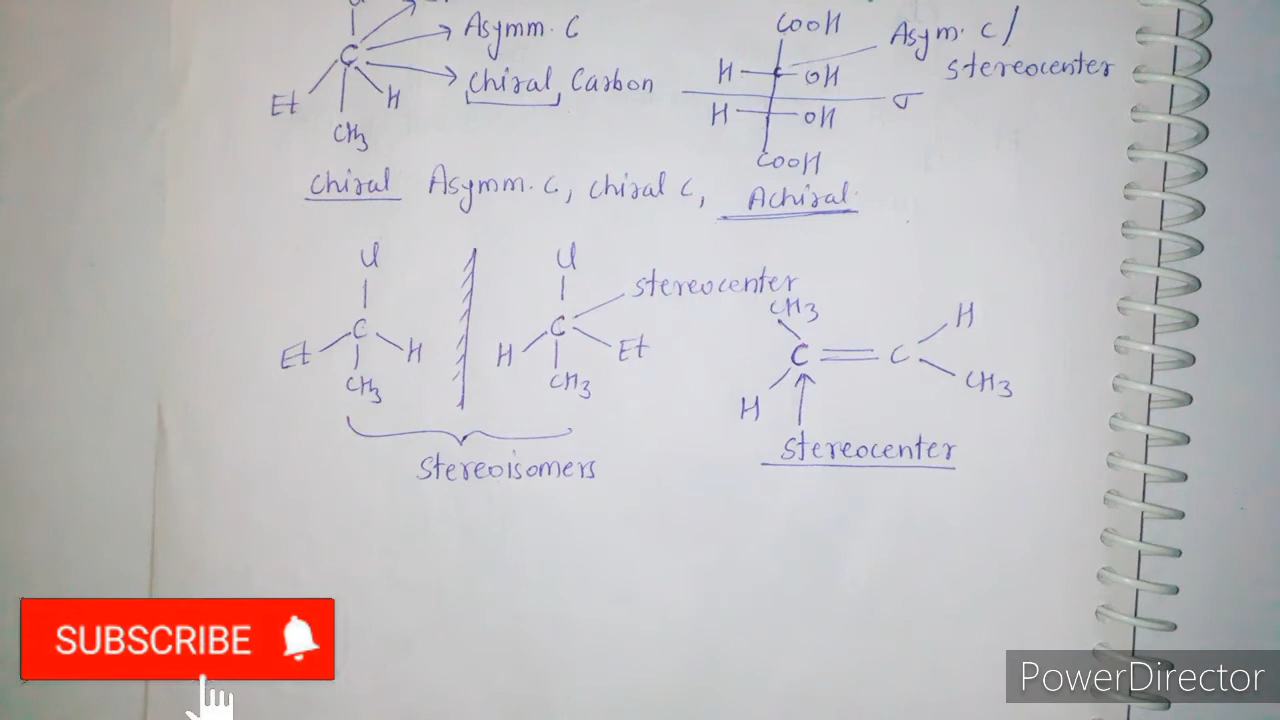 Asymm. C
Chiral Carbon
Et
H
CH3
COOH
H
C
OH
H
OH
COOH
σ
Asym. C/
stereocenter
Chiral Asymm. C, chiral C, Achiral
Cl
C
Et
H
CH3
Cl
C
H
Et
CH3
stereocenter
stereoisomers
CH3
C
C
H
H
CH3
stereocenter
SUBSCRIBE
PowerDirector